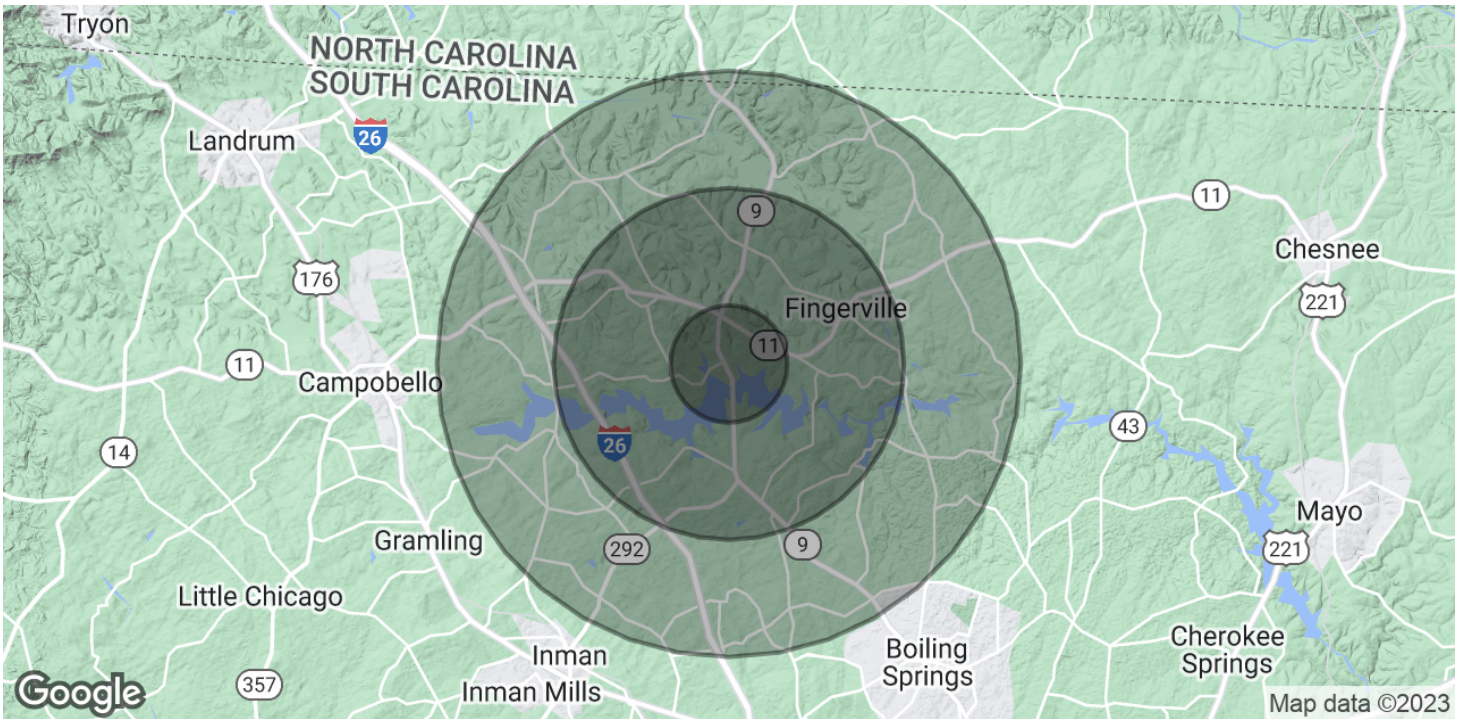 Tryon
NORTH CAROLINA
SOUTH CAROLINA
Landrum
26
11
9
Chesnee
176
221
Fingerville
11
11
Campobello
43
26
14
Mayo
Gramling
292
9
221
Little Chicago
Cherokee
Springs
Boiling
Springs
Inman
Inman Mills
357
Google
Map data ©2023